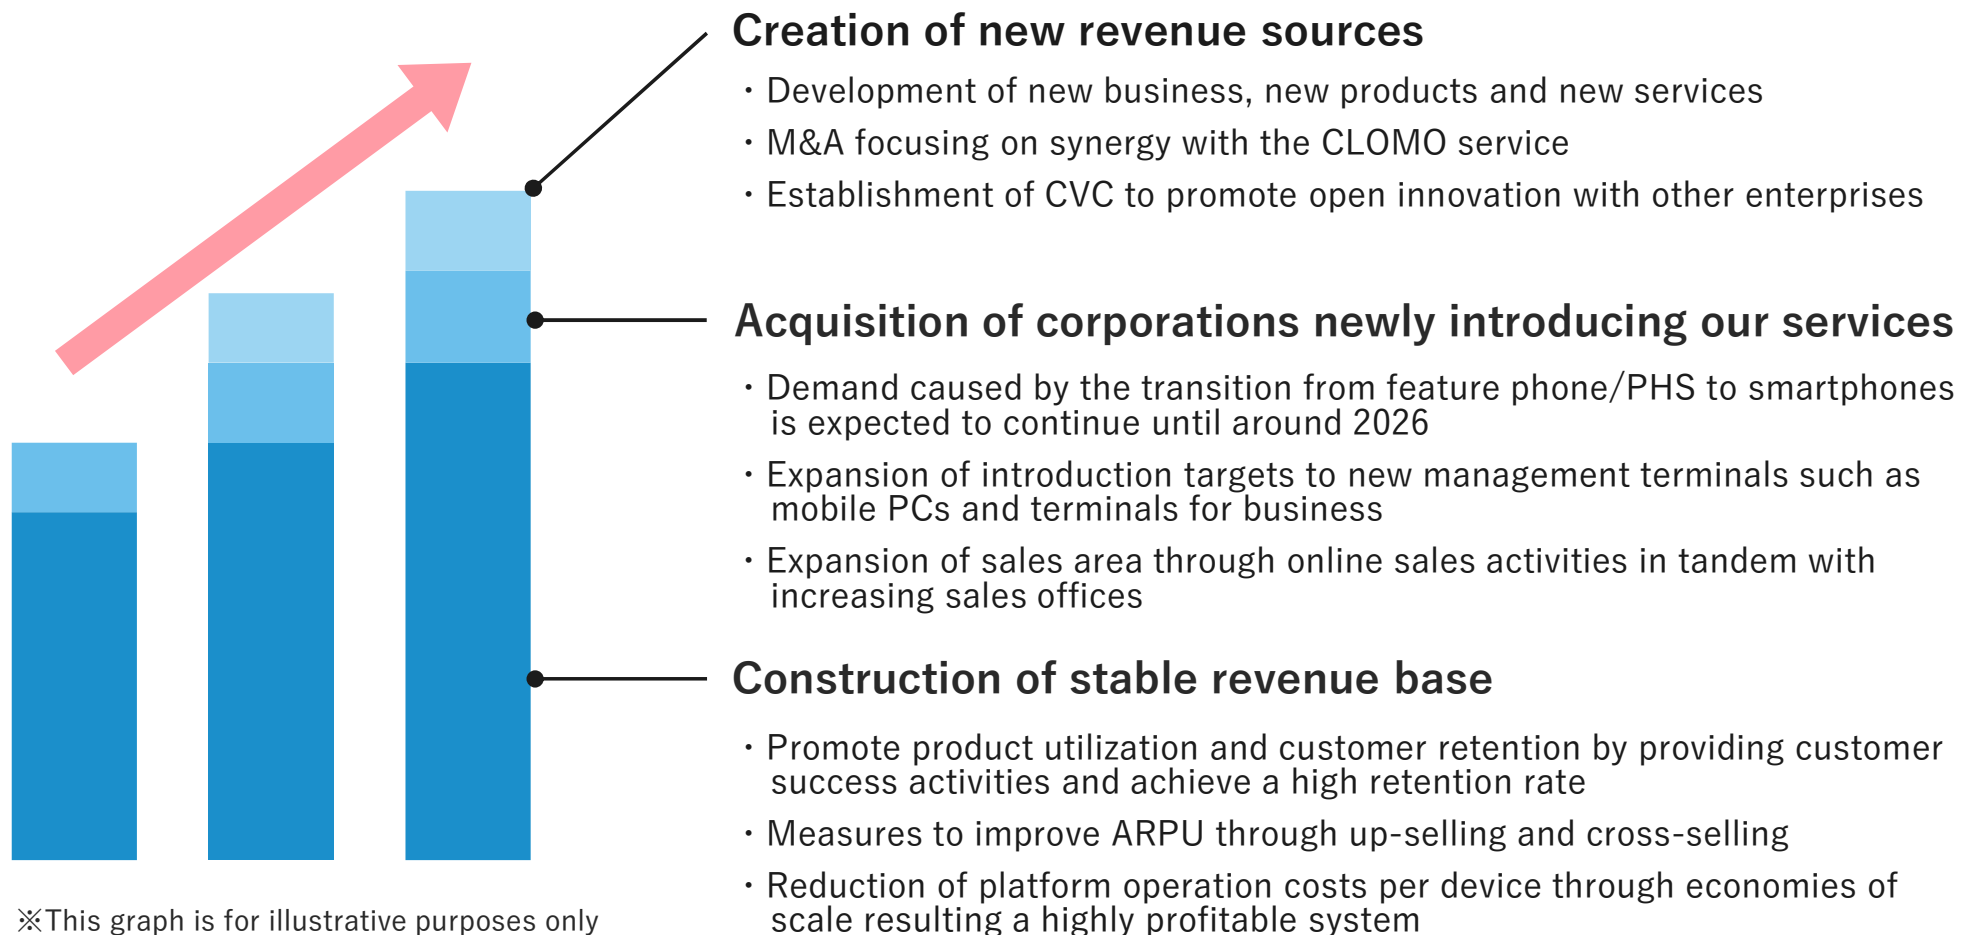 Creation of new revenue sources
・Development of new business, new products and new services
・M&A focusing on synergy with the CLOMO service
・Establishment of CVC to promote open innovation with other enterprises
Acquisition of corporations newly introducing our services
・Demand caused by the transition from feature phone/PHS to smartphones
is expected to continue until around 2026
・Expansion of introduction targets to new management terminals such as
mobile PCs and terminals for business
・Expansion of sales area through online sales activities in tandem with
increasing sales offices
Construction of stable revenue base
・Promote product utilization and customer retention by providing customer
success activities and achieve a high retention rate
・Measures to improve ARPU through up-selling and cross-selling
・Reduction of platform operation costs per device through economies of
scale resulting a highly profitable system
※This graph is for illustrative purposes only